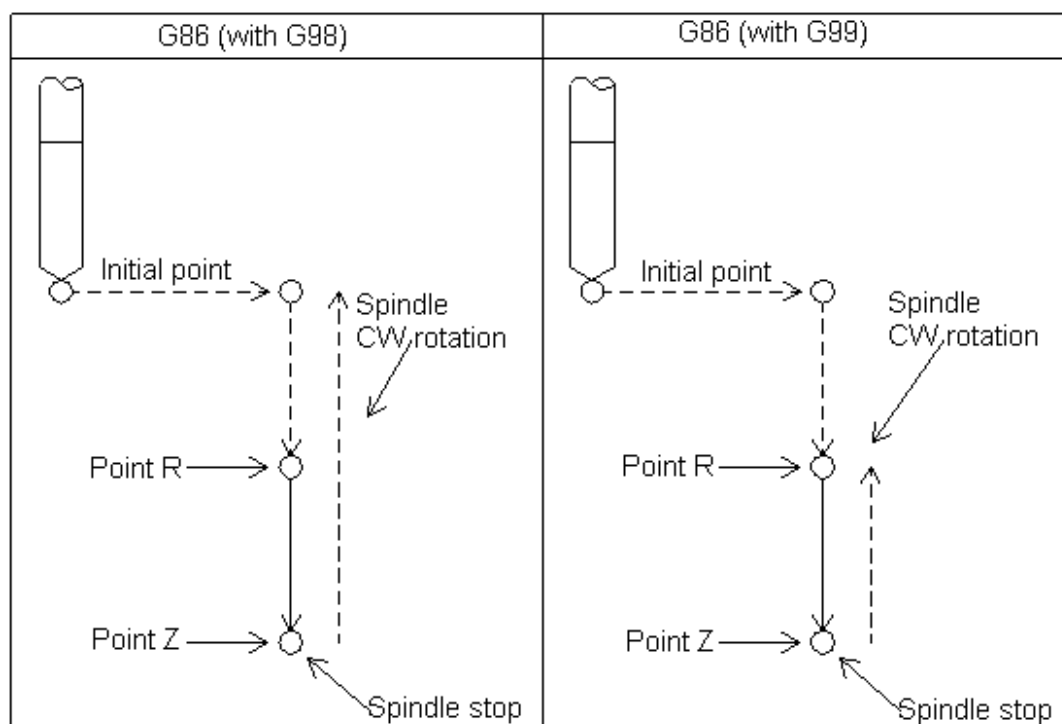 G86 (with G98)
Initial point
Spindle
CW rotation
Point R
Point Z
Spindle stop
G86 (with G99)
Initial point
Spindle
CW rotation
Point R
Point Z
Spindle stop